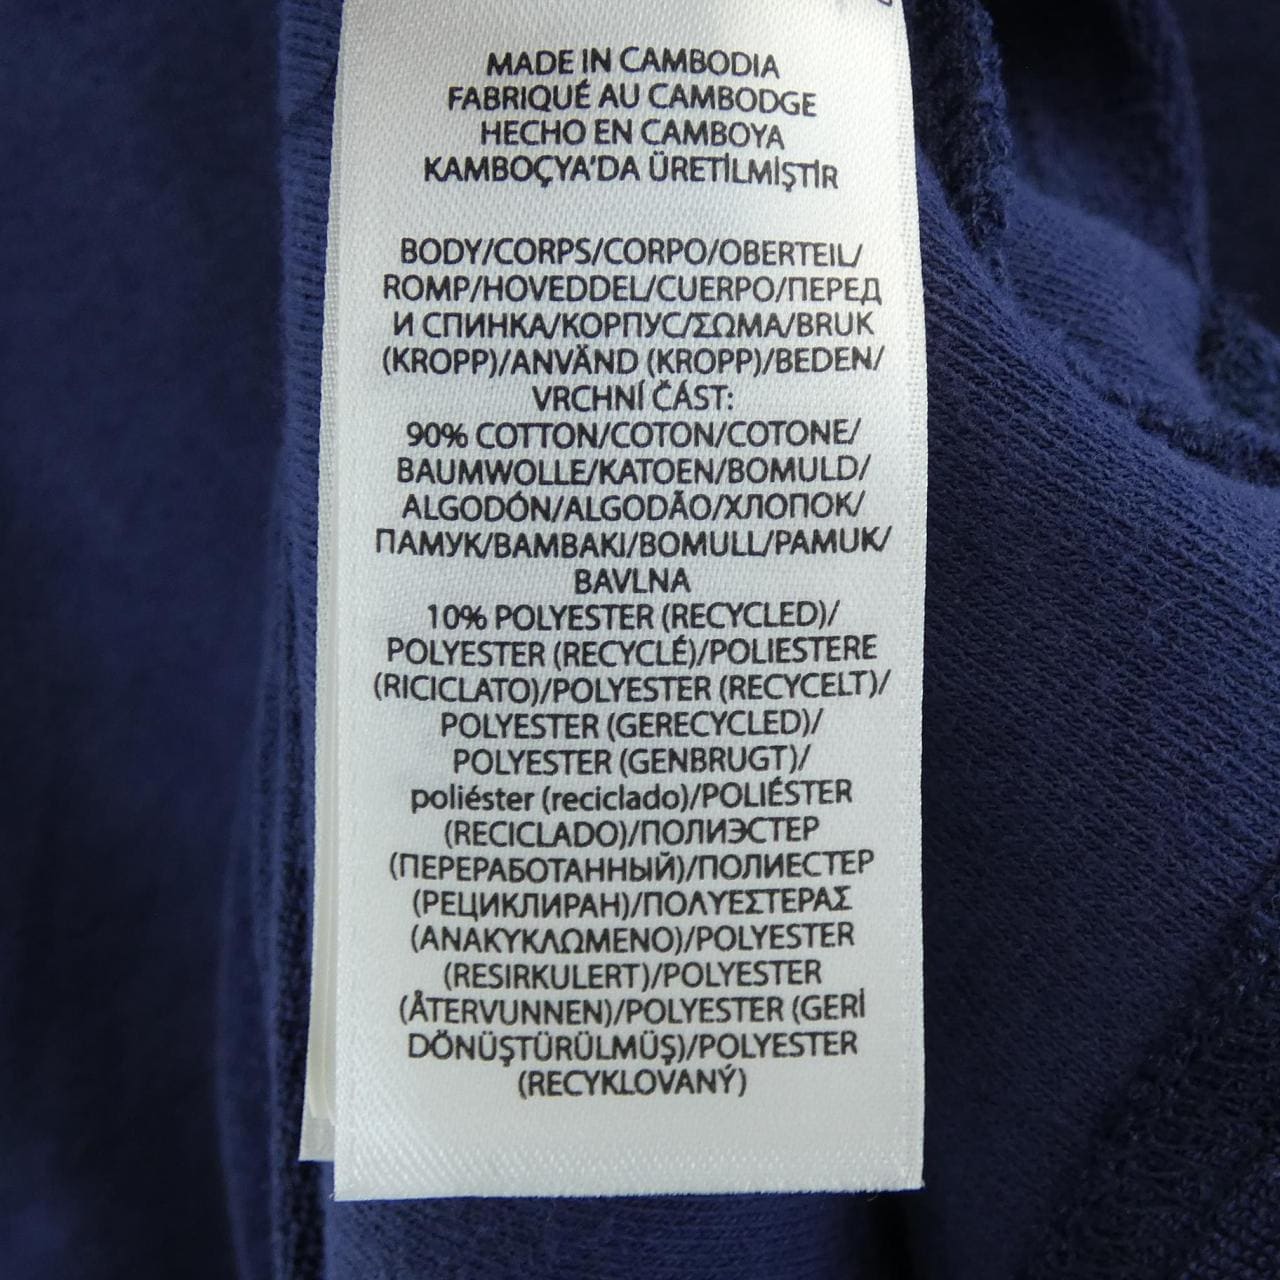 MADE IN CAMBODIA
FABRIQUÉ AU CAMBODGE
HECHO EN CAMBOYA
KAMBOÇYA'DA ÜRETİLMİŞTİR
BODY/CORPS/CORPO/OBERTEIL/
ROMP/HOVEDDEL/CUERPO/ПЕРЕД
И СПИНКА/КОРПУС/ΣΩΜΑ/BRUK
(KROPP)/ANVÄND (KROPP)/BEDEN/
VRCHNÍ ČÁST:
90% COTTON/COTON/COTONE/
BAUMWOLLE/KATOEN/BOMULD/
ALGODÓN/ALGODÃO/ХЛОПОК/
ПАМУК/ΒΑΜΒΑΚΙ/BOMULL/PAMUK/
BAVLNA
10% POLYESTER (RECYCLED)/
POLYESTER (RECYCLÉ)/POLIESTERE
(RICICLATO)/POLYESTER (RECYCELT)/
POLYESTER (GERECYCLED)/
POLYESTER (GENBRUGT)/
poliéster (reciclado)/POLIÉSTER
(RECICLADO)/ПОЛИЭСТЕР
(ПЕРЕРАБОТАННЫЙ)/ПОЛИЕСТЕР
(РЕЦИКЛИРАН)/ΠΟΛΥΕΣΤΕΡΑΣ
(ΑΝΑΚΥΚΛΩΜΕΝΟ)/POLYESTER
(RESIRKULERT)/POLYESTER
(ÅTERVUNNEN)/POLYESTER (GERİ
DÖNÜŞTÜRÜLMÜŞ)/POLYESTER
(RECYKLOVANÝ)